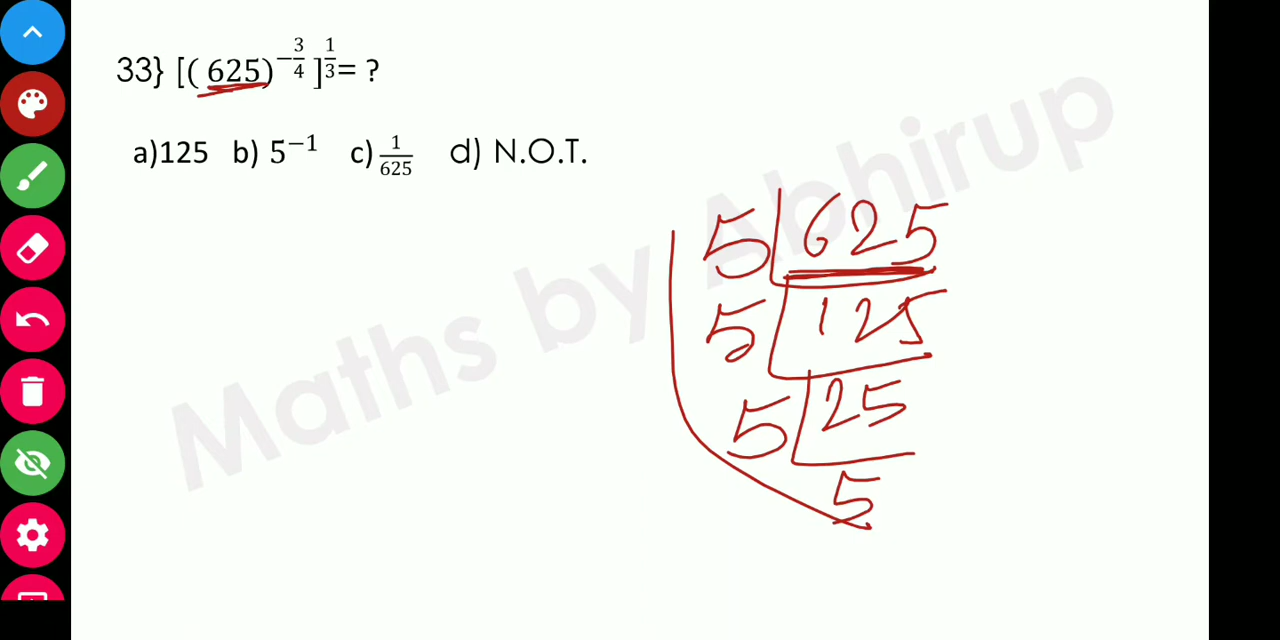 33} [( 625)^{-3/4} ]^{1/3} = ?
a)125 b) 5⁻¹ c) 1/625 d) N.O.T.
5 | 625
5 | 125
5 | 25
5
Maths by Abhirup